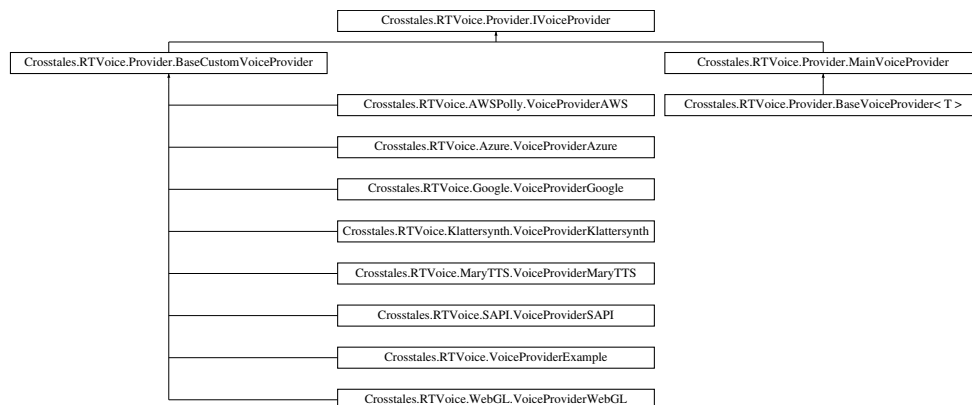 Crosstales.RTVoice.Provider.IVoiceProvider
Crosstales.RTVoice.Provider.BaseCustomVoiceProvider
Crosstales.RTVoice.Provider.MainVoiceProvider
Crosstales.RTVoice.AWSPolly.VoiceProviderAWS
Crosstales.RTVoice.Provider.BaseVoiceProvider< T >
Crosstales.RTVoice.Azure.VoiceProviderAzure
Crosstales.RTVoice.Google.VoiceProviderGoogle
Crosstales.RTVoice.Klattersynth.VoiceProviderKlattersynth
Crosstales.RTVoice.MaryTTS.VoiceProviderMaryTTS
Crosstales.RTVoice.SAPI.VoiceProviderSAPI
Crosstales.RTVoice.VoiceProviderExample
Crosstales.RTVoice.WebGL.VoiceProviderWebGL